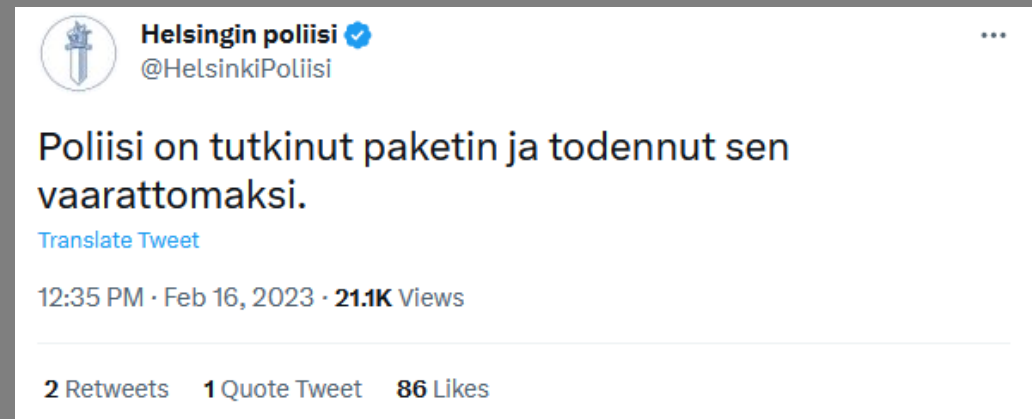 Helsingin poliisi
@HelsinkiPoliisi
Poliisi on tutkinut paketin ja todennut sen
vaarattomaksi.
Translate Tweet
12:35 PM · Feb 16, 2023 · 21.1K Views
2 Retweets 1 Quote Tweet 86 Likes